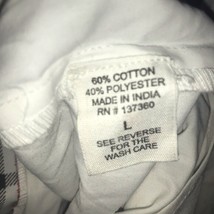 60% COTTON
40% POLYESTER
MADE IN INDIA
RN # 137360
L
SEE REVERSE
FOR THE
WASH CARE